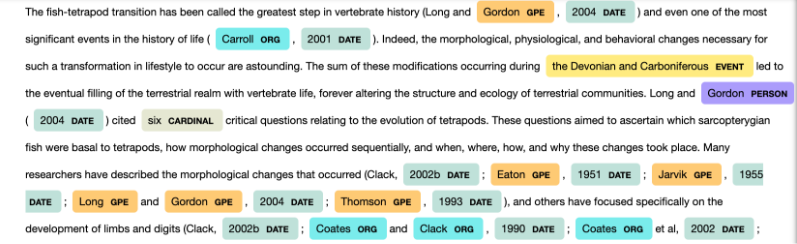 The fish-tetrapod transition has been called the greatest step in vertebrate history (Long and Gordon GPE , 2004 DATE ) and even one of the most
significant events in the history of life ( Carroll ORG , 2001 DATE ). Indeed, the morphological, physiological, and behavioral changes necessary for
such a transformation in lifestyle to occur are astounding. The sum of these modifications occurring during the Devonian and Carboniferous EVENT led to
the eventual filling of the terrestrial realm with vertebrate life, forever altering the structure and ecology of terrestrial communities. Long and Gordon PERSON
( 2004 DATE ) cited six CARDINAL critical questions relating to the evolution of tetrapods. These questions aimed to ascertain which sarcopterygian
fish were basal to tetrapods, how morphological changes occurred sequentially, and when, where, how, and why these changes took place. Many
researchers have described the morphological changes that occurred (Clack, 2002b DATE ; Eaton GPE , 1951 DATE ; Jarvik GPE , 1955
DATE ; Long GPE and Gordon GPE , 2004 DATE ; Thomson GPE , 1993 DATE ), and others have focused specifically on the
development of limbs and digits (Clack, 2002b DATE ; Coates ORG and Clack ORG , 1990 DATE ; Coates ORG et al, 2002 DATE ;